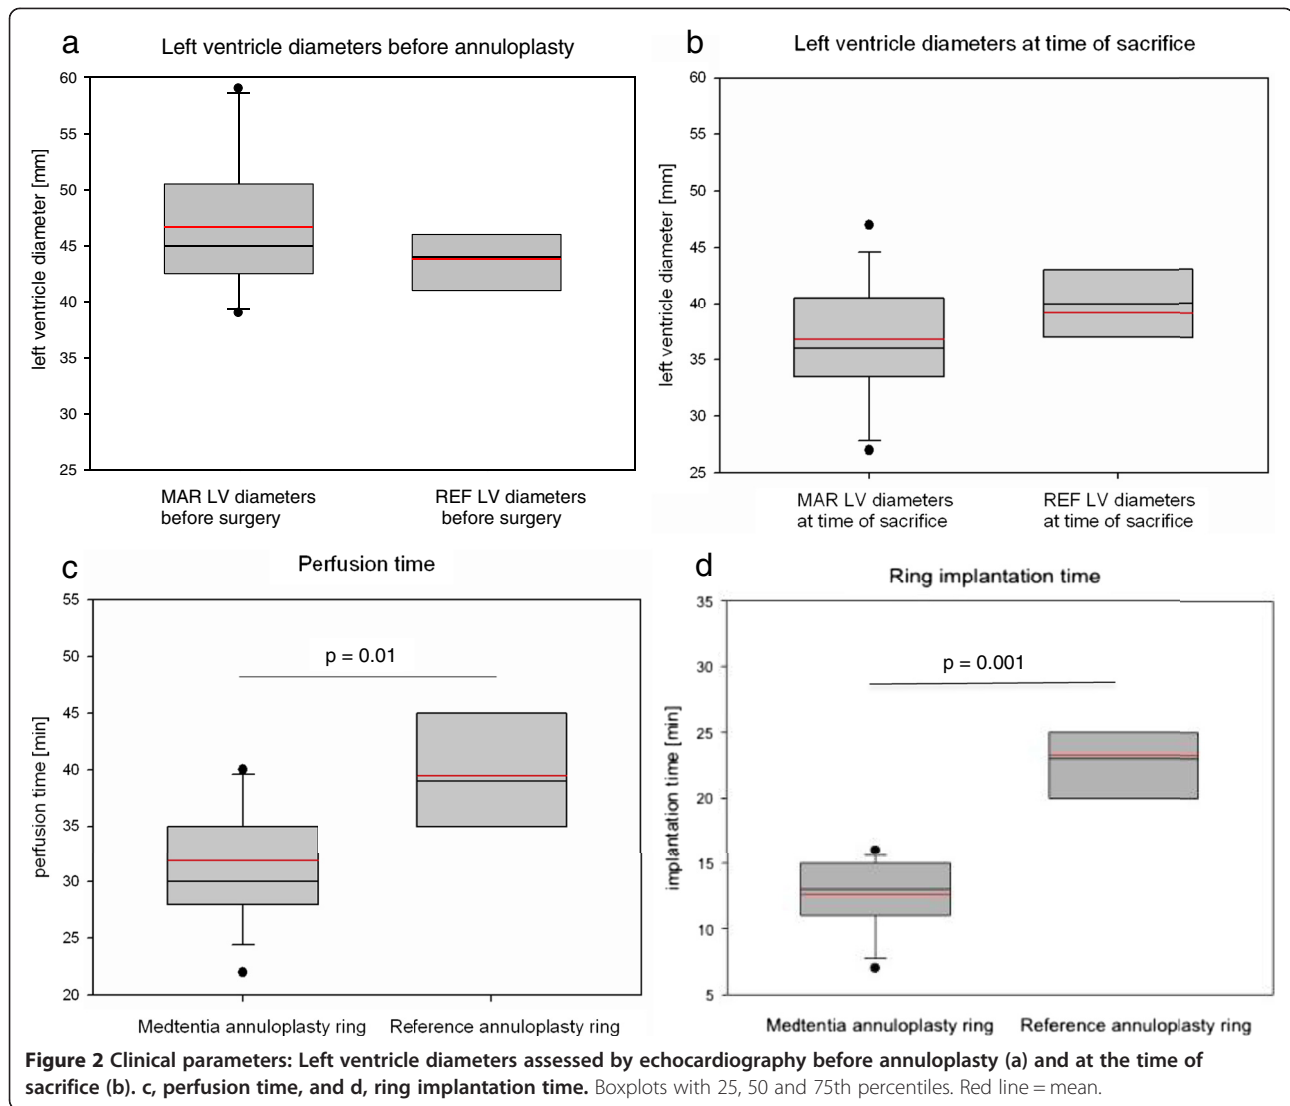 a
Left ventricle diameters before annuloplasty
60
55
50
45
40
35
30
25
left ventricle diameter [mm]
MAR LV diameters
before surgery
REF LV diameters
before surgery
b
Left ventricle diameters at time of sacrifice
60
55
50
45
40
35
30
25
left ventricle diameter [mm]
MAR LV diameters
at time of sacrifice
REF LV diameters
at time of sacrifice
c
Perfusion time
55
50
45
40
35
30
25
20
perfusion time [min]
p = 0.01
Medtentia annuloplasty ring
Reference annuloplasty ring
d
Ring implantation time
35
30
25
20
15
10
5
implantation time [min]
p = 0.001
Medtentia annuloplasty ring
Reference annuloplasty ring
Figure 2 Clinical parameters: Left ventricle diameters assessed by echocardiography before annuloplasty (a) and at the time of
sacrifice (b). c, perfusion time, and d, ring implantation time. Boxplots with 25, 50 and 75th percentiles. Red line = mean.